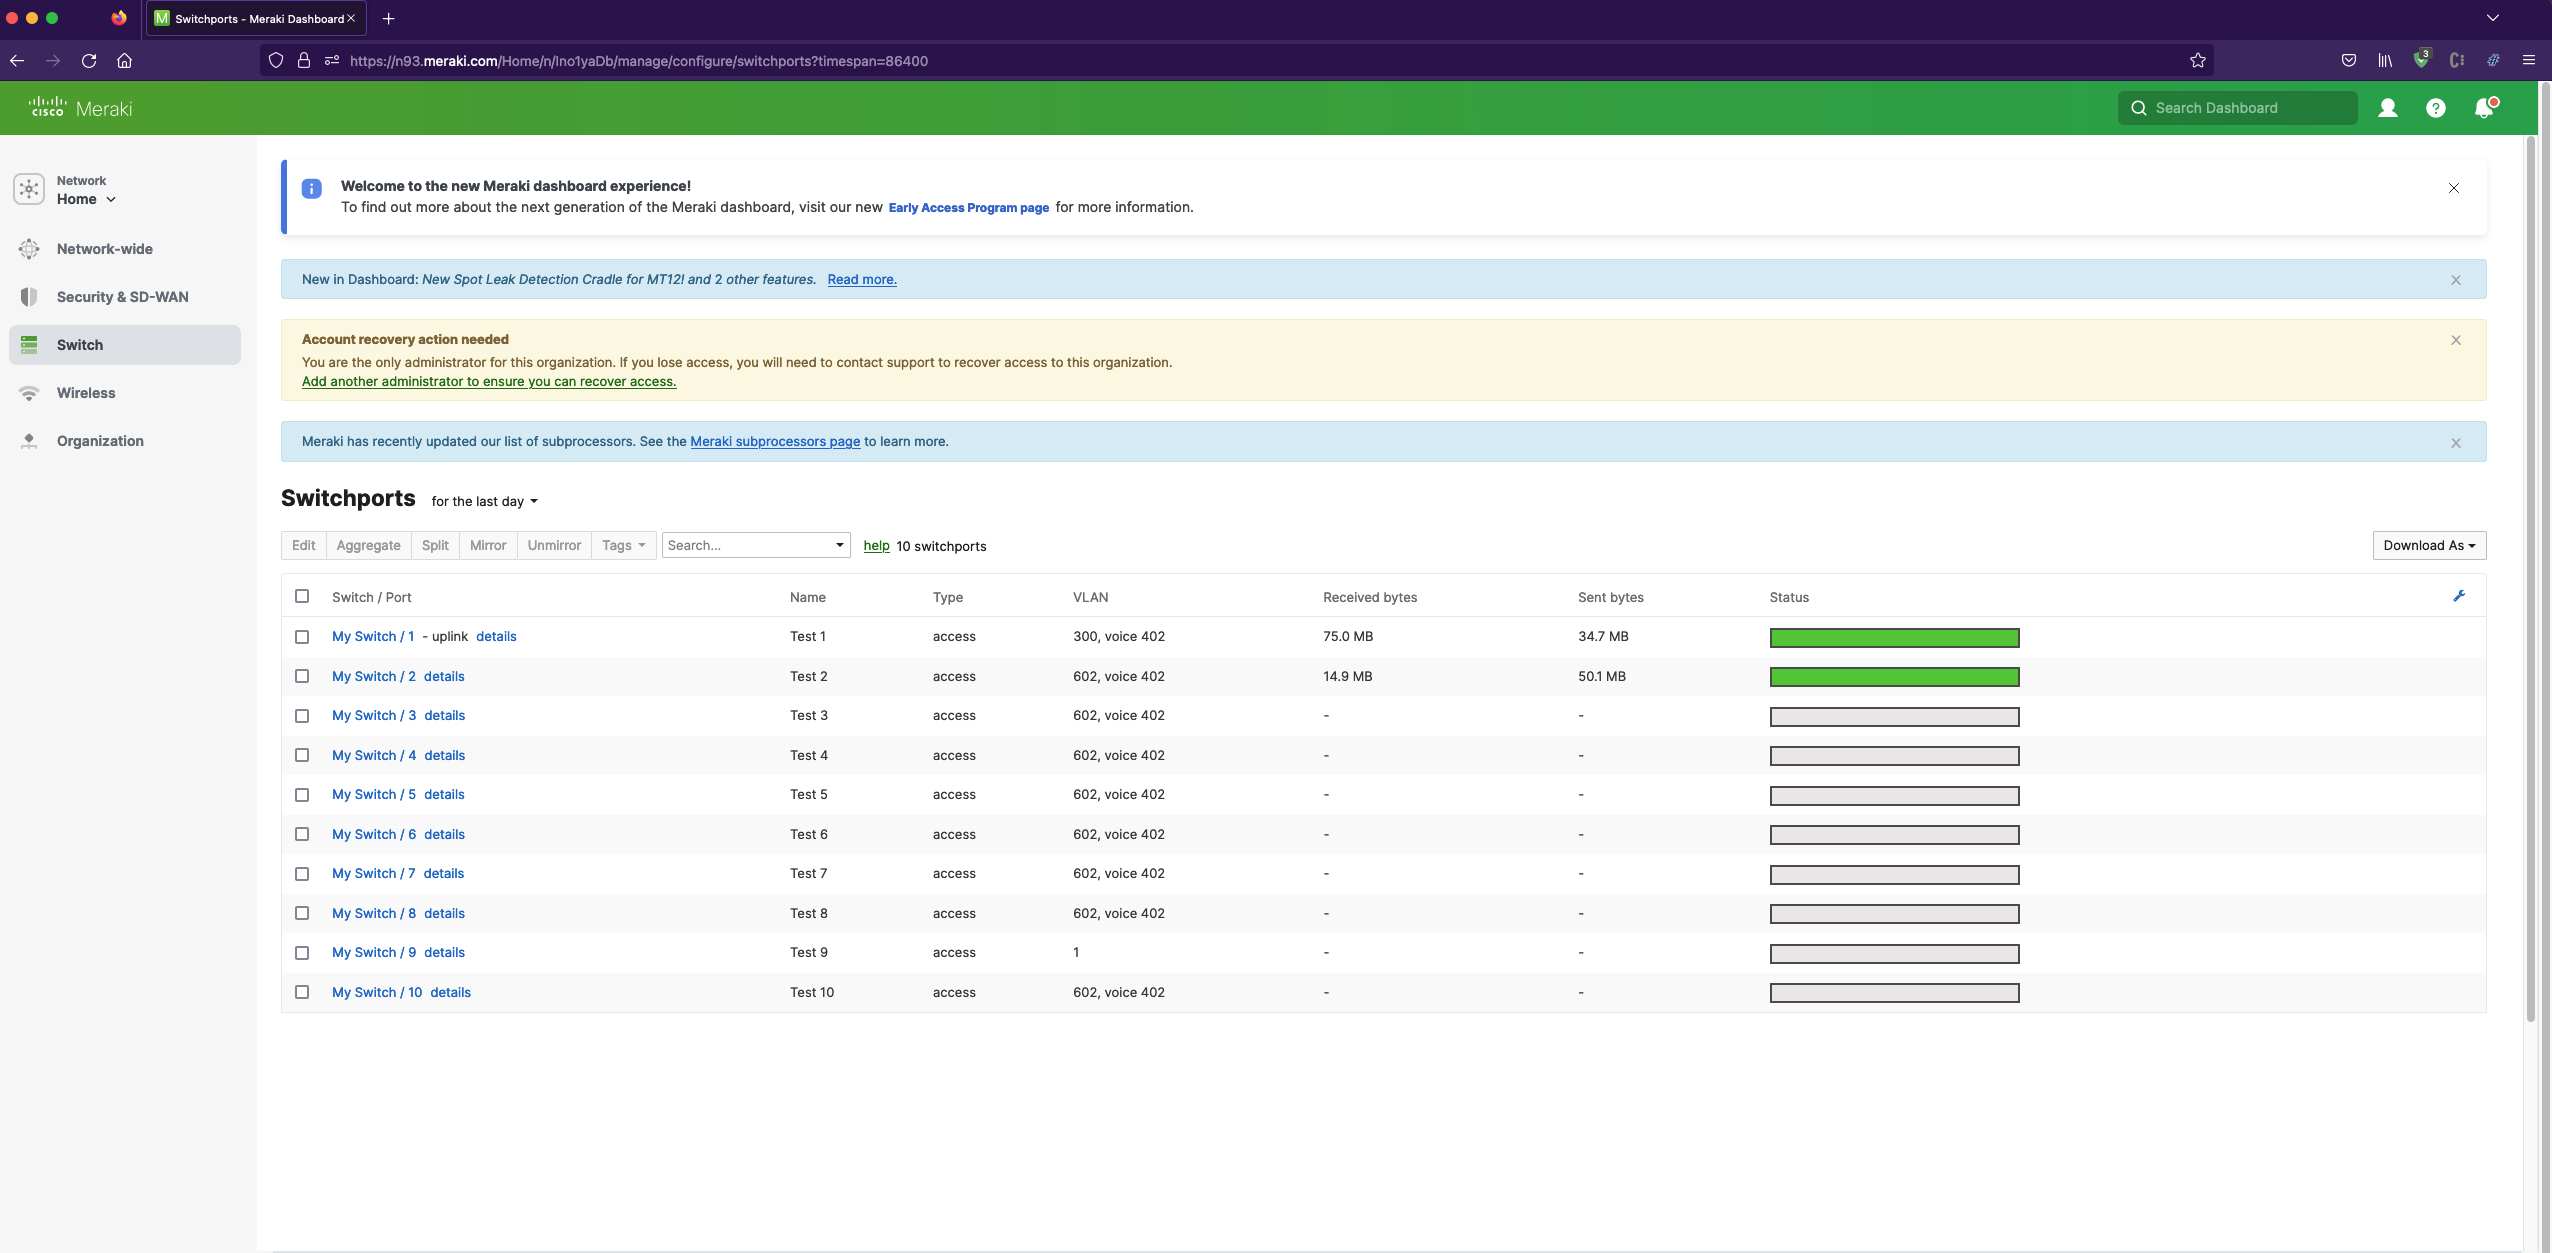 Switchports - Meraki Dashboard
https://n93.meraki.com/Home/n/Ino1yaDb/manage/configure/switchports?timespan=86400
3
CISCO Meraki
Search Dashboard
Network
Home
Network-wide
Security & SD-WAN
Switch
Wireless
Organization
Welcome to the new Meraki dashboard experience!
To find out more about the next generation of the Meraki dashboard, visit our new Early Access Program page for more information.
New in Dashboard: New Spot Leak Detection Cradle for MT12! and 2 other features. Read more.
Account recovery action needed
You are the only administrator for this organization. If you lose access, you will need to contact support to recover access to this organization.
Add another administrator to ensure you can recover access.
Meraki has recently updated our list of subprocessors. See the Meraki subprocessors page to learn more.
Switchports for the last day
Edit Aggregate Split Mirror Unmirror Tags Search... help 10 switchports Download As
Switch / Port Name Type VLAN Received bytes Sent bytes Status
My Switch / 1 - uplink details Test 1 access 300, voice 402 75.0 MB 34.7 MB
My Switch / 2 details Test 2 access 602, voice 402 14.9 MB 50.1 MB
My Switch / 3 details Test 3 access 602, voice 402 - -
My Switch / 4 details Test 4 access 602, voice 402 - -
My Switch / 5 details Test 5 access 602, voice 402 - -
My Switch / 6 details Test 6 access 602, voice 402 - -
My Switch / 7 details Test 7 access 602, voice 402 - -
My Switch / 8 details Test 8 access 602, voice 402 - -
My Switch / 9 details Test 9 access 1 - -
My Switch / 10 details Test 10 access 602, voice 402 - -